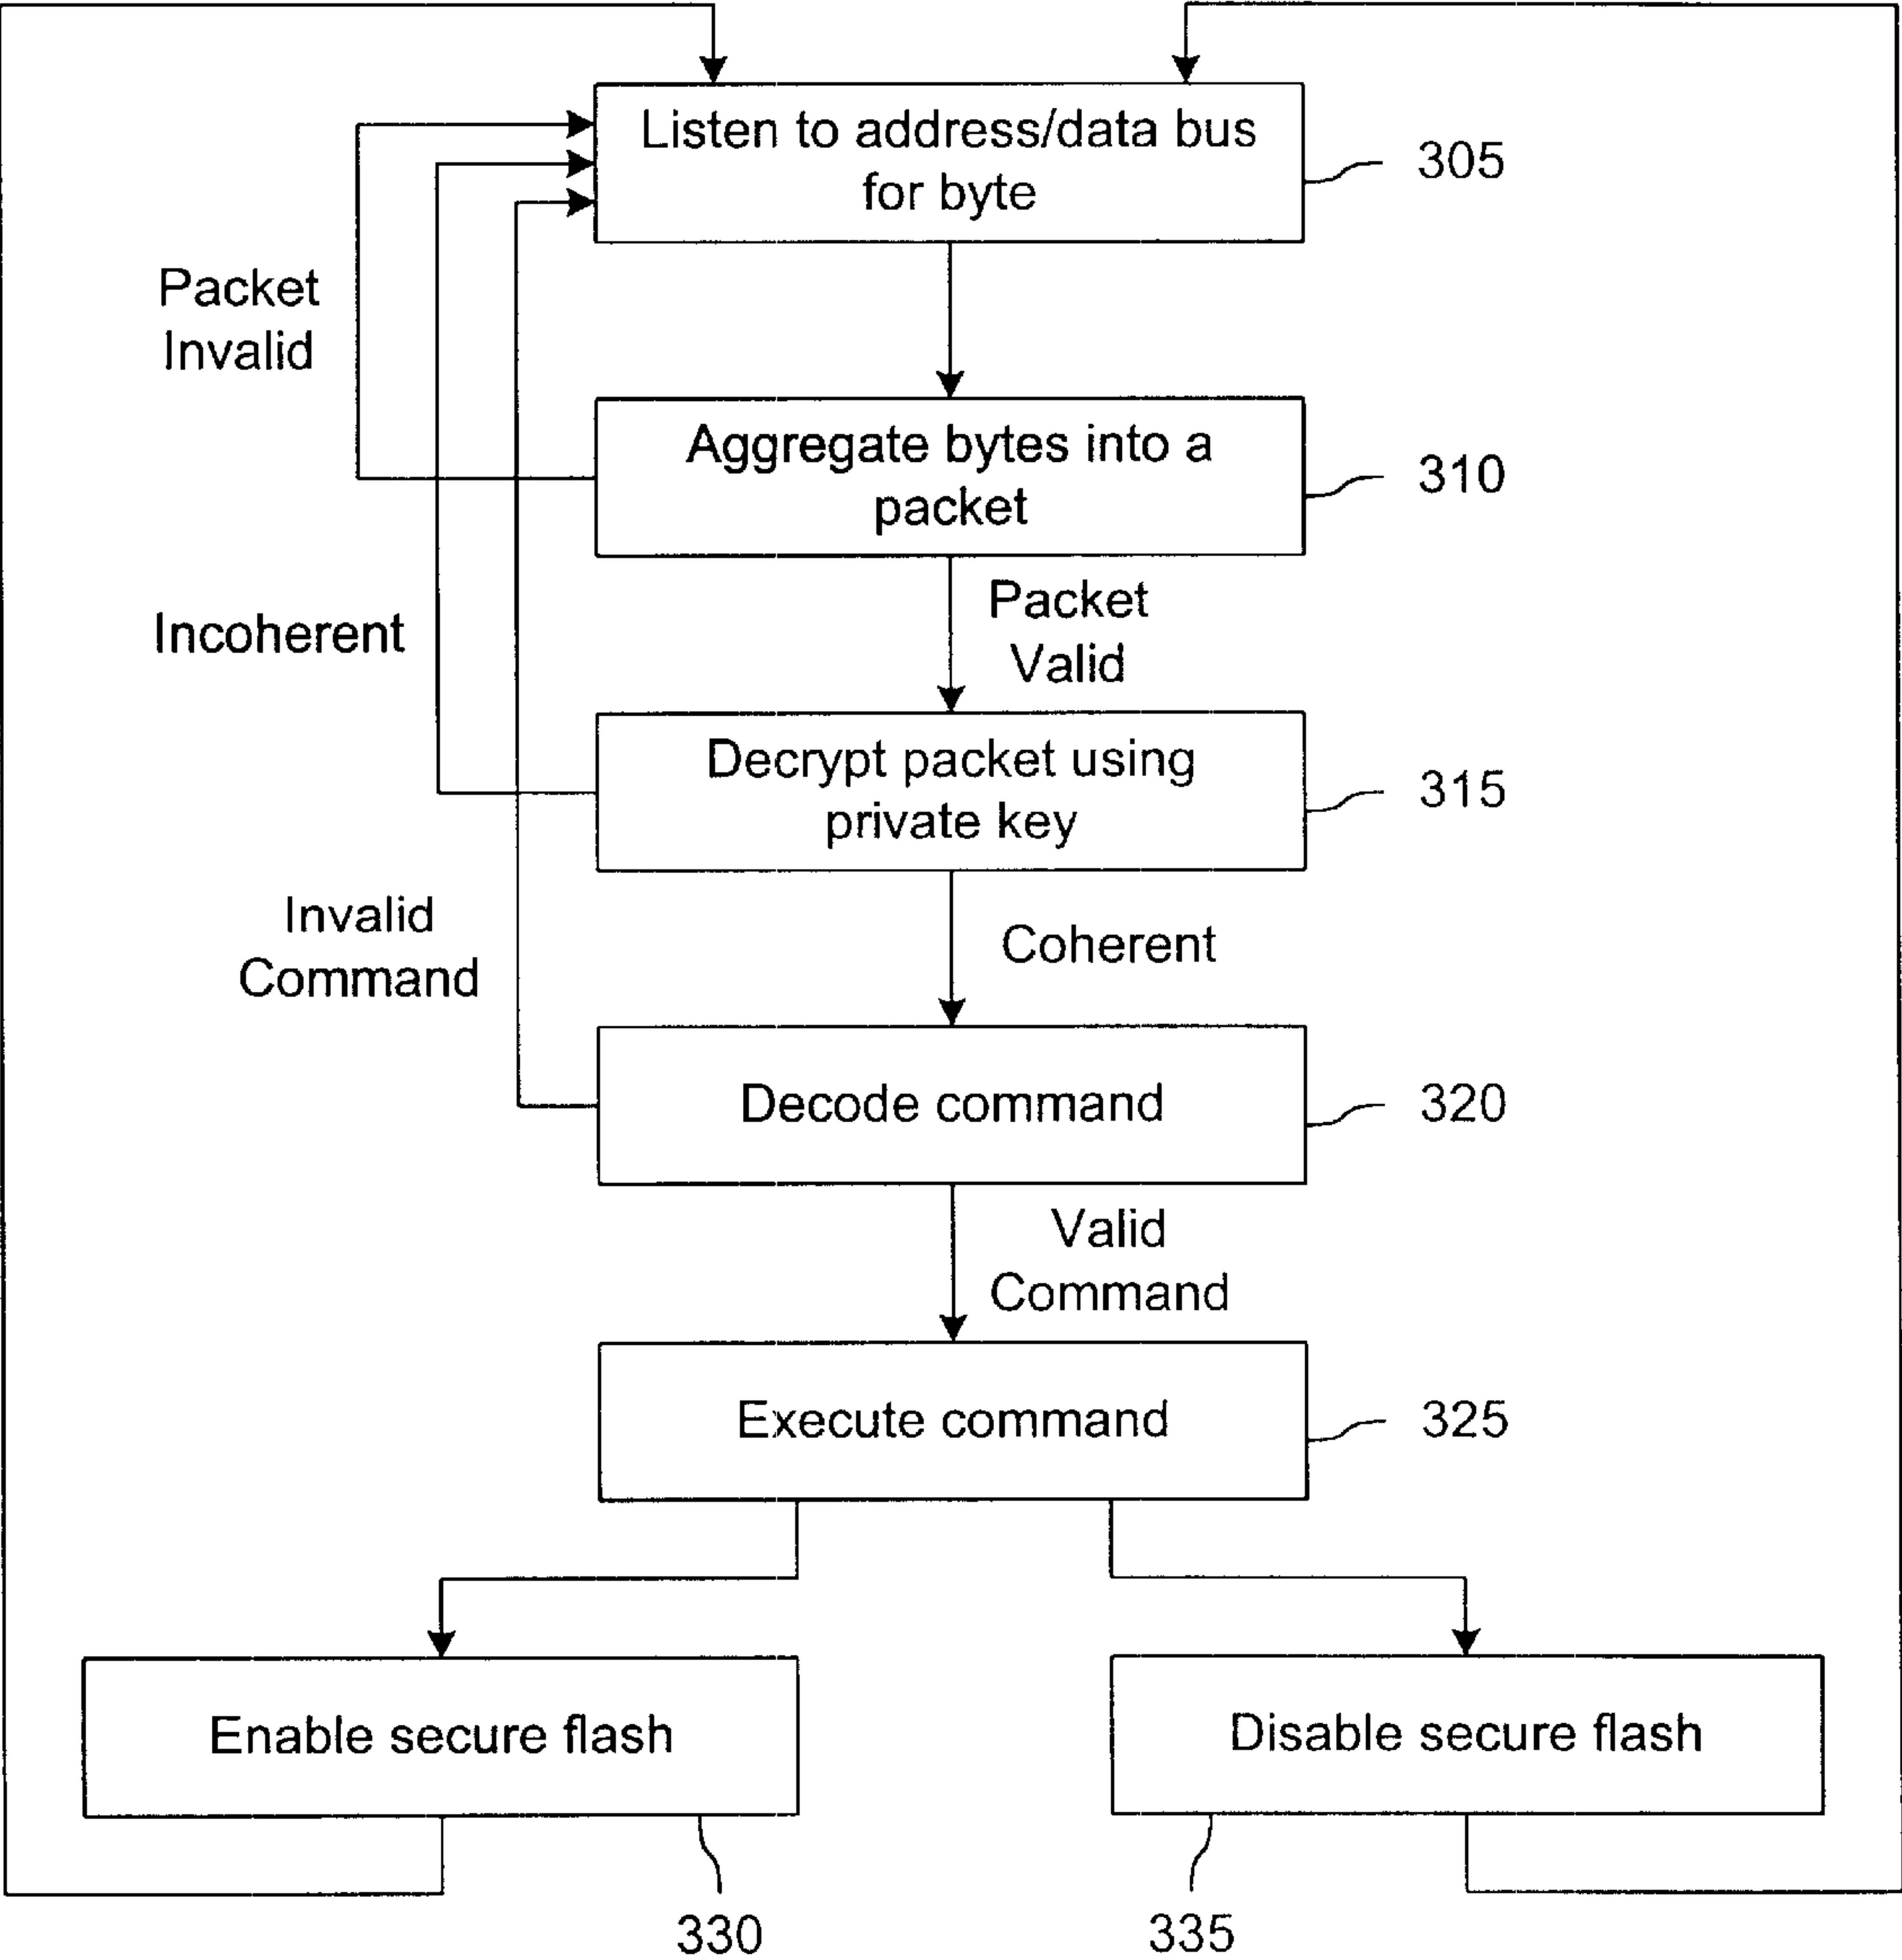 Listen to address/data bus
for byte
305
Packet
Invalid
Aggregate bytes into a
packet
310
Packet
Valid
Incoherent
Decrypt packet using
private key
315
Invalid
Command
Coherent
Decode command
320
Valid
Command
Execute command
325
Enable secure flash
Disable secure flash
330
335